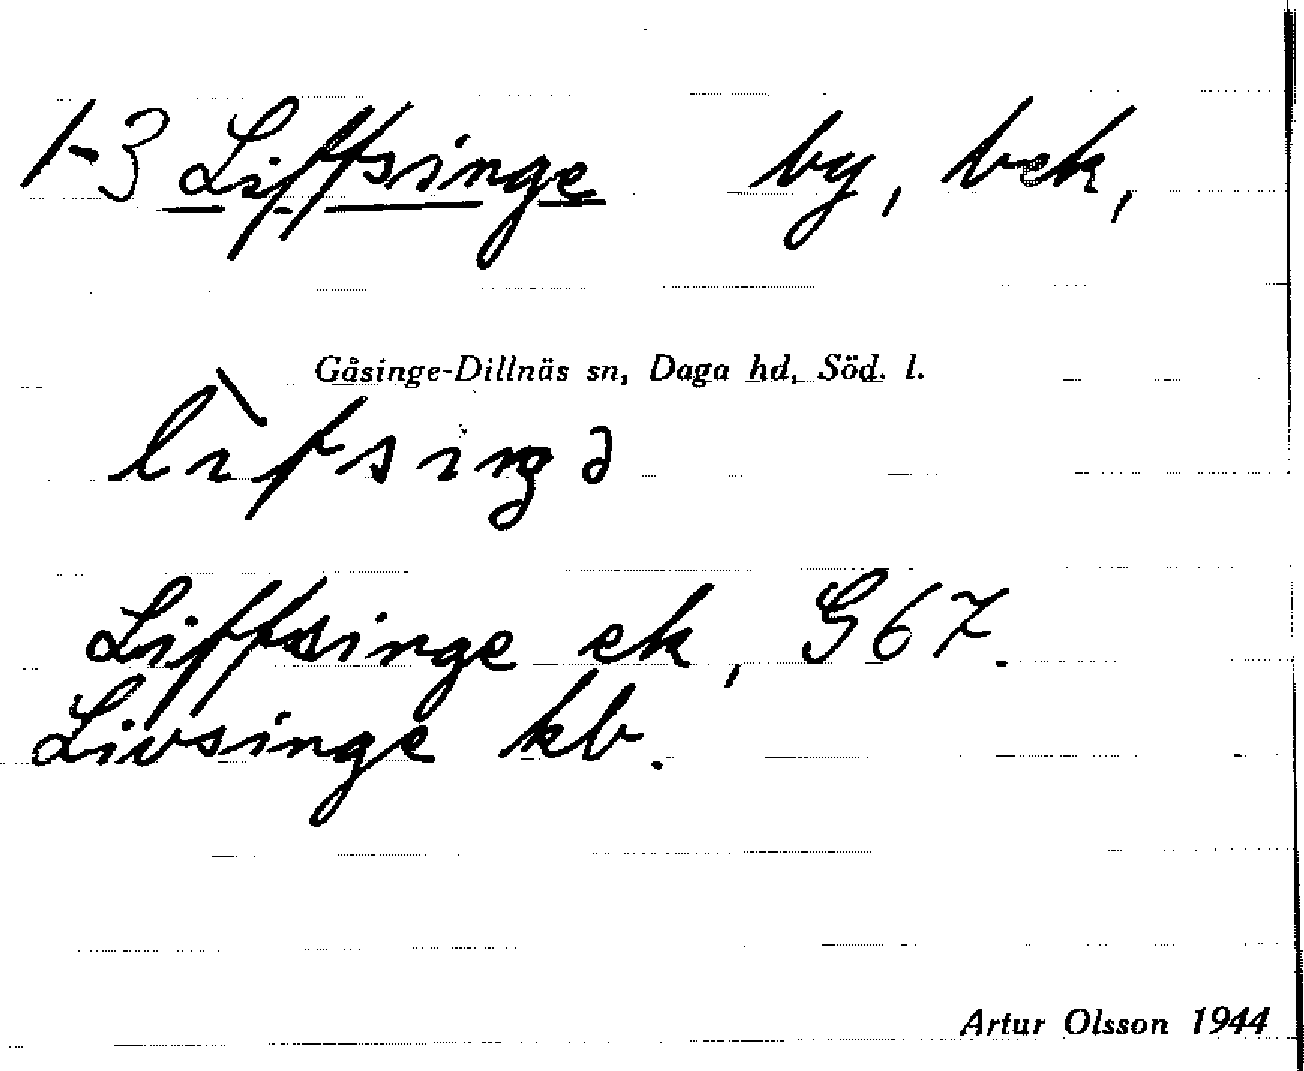 1-3 Liffsinge by, bek,
Gåsinge-Dillnäs sn, Daga hd, Söd. l.
lìfsiŋə
Liffsinge ek, G67.
Livsinge kb.
Artur Olsson 1944